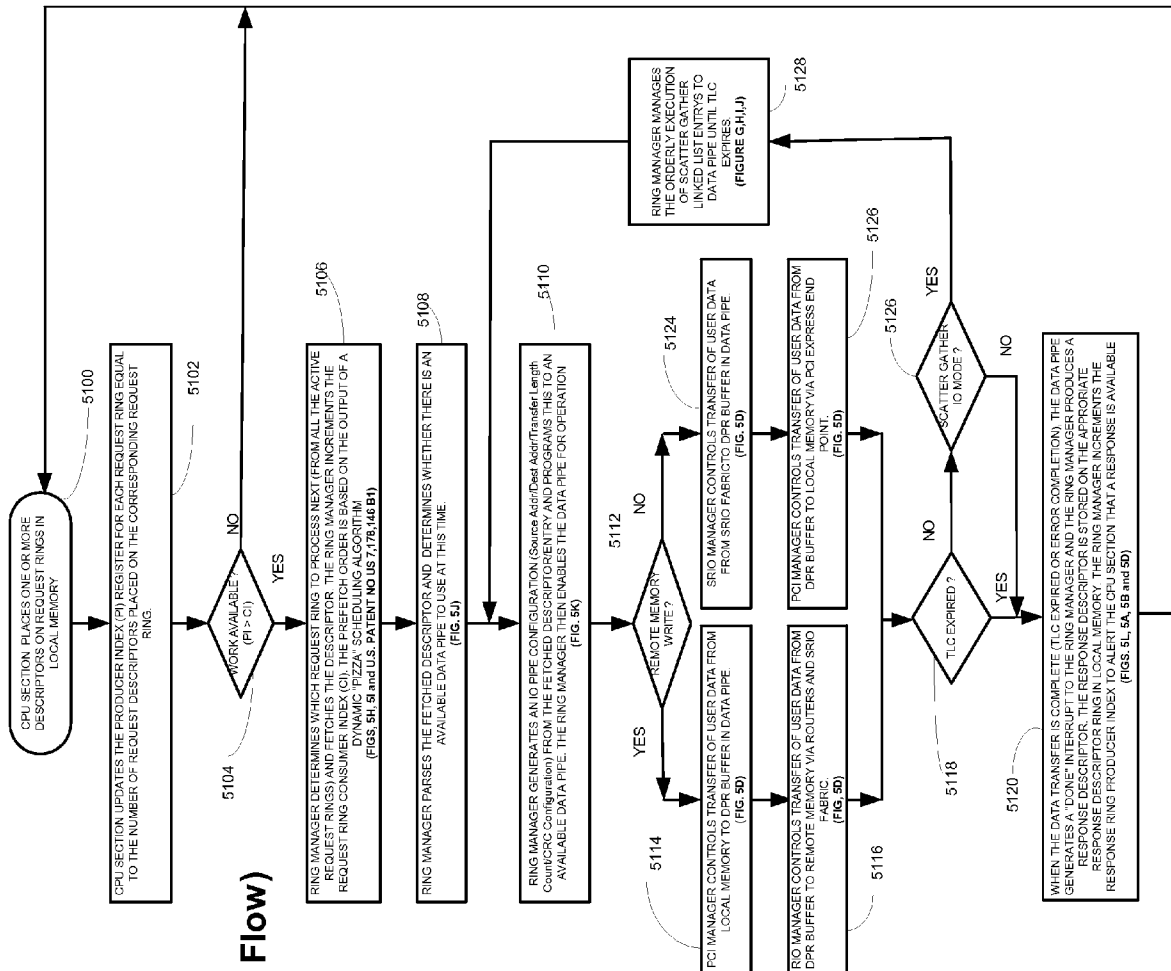 CPU SECTION PLACES ONE OR MORE
DESCRIPTORS ON REQUEST RINGS IN
LOCAL MEMORY
5100
CPU SECTION UPDATES THE PRODUCER INDEX (PI) REGISTER FOR EACH REQUEST RING EQUAL
TO THE NUMBER OF REQUEST DESCRIPTORS PLACED ON THE CORRESPONDING REQUEST
RING.
5102
WORK AVAILABLE ?
(PI > CI)
5104
NO
YES
Flow)
RING MANAGER DETERMINES WHICH REQUEST RING TO PROCESS NEXT (FROM ALL THE ACTIVE
REQUEST RINGS) AND FETCHES THE DESCRIPTOR. THE RING MANAGER INCREMENTS THE
REQUEST RING CONSUMER INDEX (CI). THE PREFETCH ORDER IS BASED ON THE OUTPUT OF A
DYNAMIC "PIZZA" SCHEDULING ALGORITHM
(FIGS, 5H, 5I and U.S. PATENT NO US 7,178,146 B1)
5106
RING MANAGER PARSES THE FETCHED DESCRIPTOR AND DETERMINES WHETHER THERE IS AN
AVAILABLE DATA PIPE TO USE AT THIS TIME.
(FIG. 5J)
5108
RING MANAGER GENERATES AN IO PIPE CONFIGURATION (Source Addr/Dest Addr/Transfer Length
Count/CRC Configuration) FROM THE FETCHED DESCRIPTOR/ENTRY AND PROGRAMS THIS TO AN
AVAILABLE DATA PIPE. THE RING MANAGER THEN ENABLES THE DATA PIPE FOR OPERATION
(FIG. 5K)
5110
REMOTE MEMORY
WRITE?
5112
YES
NO
PCI MANAGER CONTROLS TRANSFER OF USER DATA FROM
LOCAL MEMORY TO DPR BUFFER IN DATA PIPE.
(FIG. 5D)
5114
SRIO MANAGER CONTROLS TRANSFER OF USER DATA
FROM SRIO FABRICTO DPR BUFFER IN DATA PIPE.
(FIG. 5D)
5124
RIO MANAGER CONTROLS TRANSFER OF USER DATA FROM
DPR BUFFER TO REMOTE MEMORY VIA ROUTERS AND SRIO
FABRIC.
(FIG, 5D)
5116
PCI MANAGER CONTROLS TRANSFER OF USER DATA FROM
DPR BUFFER TO LOCAL MEMORY VIA PCI EXPRESS END
POINT.
(FIG. 5D)
5126
TLC EXPIRED ?
5118
NO
YES
SCATTER GATHER
IO MODE ?
5126
YES
NO
RING MANAGER MANAGES
THE ORDERLY EXECUTION
OF SCATTER GATHER
LINKED LIST ENTRYS TO
DATA PIPE UNTIL TLC
EXPIRES.
(FIGURE G,H,I,J)
5128
WHEN THE DATA TRANSFER IS COMPLETE (TLC EXPIRED OR ERROR COMPLETION), THE DATA PIPE
GENERATES A "DONE" INTERRUPT TO THE RING MANAGER AND THE RING MANAGER PRODUCES A
RESPONSE DESCRIPTOR. THE RESPONSE DESCRIPTOR IS STORED ON THE APPORIATE
RESPONSE DESCRIPTOR RING IN LOCAL MEMORY. THE RING MANAGER INCREMENTS THE
RESPONSE RING PRODUCER INDEX TO ALERT THE CPU SECTION THAT A RESPONSE IS AVAILABLE
(FIGS. 5L, 5A, 5B and 5D)
5120